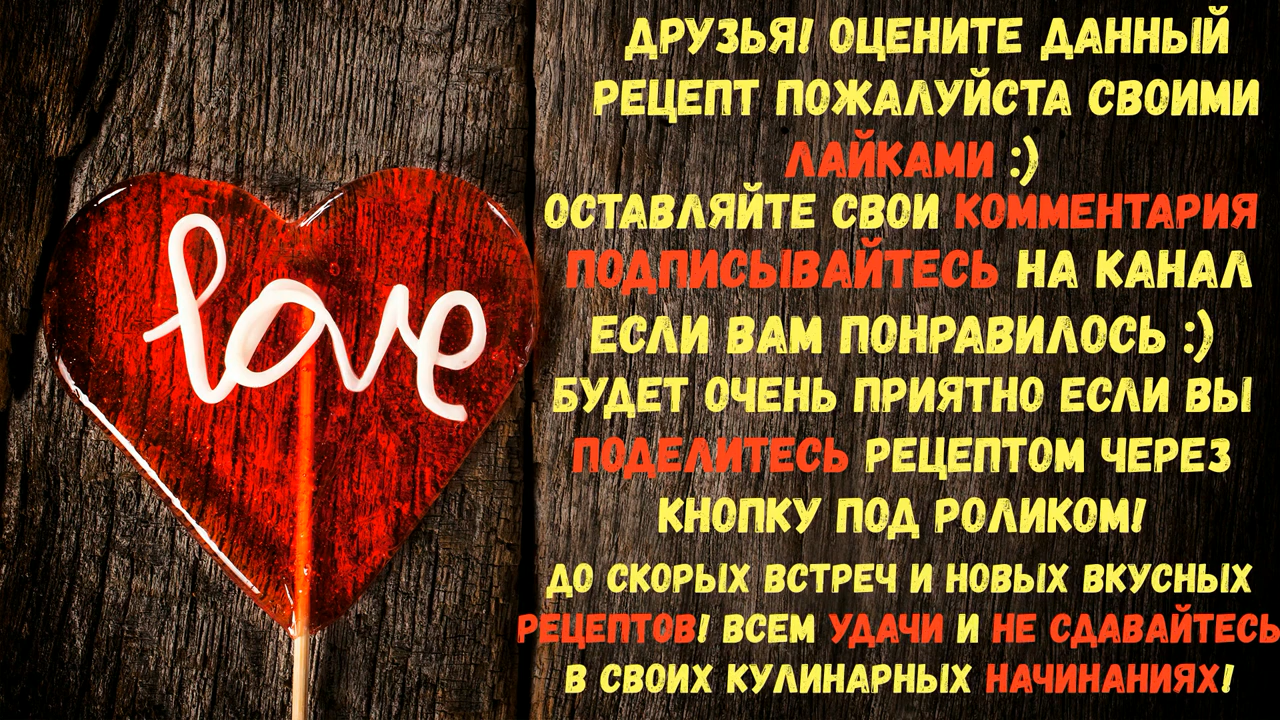 love
ДРУЗЬЯ! ОЦЕНИТЕ ДАННЫЙ
РЕЦЕПТ ПОЖАЛУЙСТА СВОИМИ
ЛАЙКАМИ :)
ОСТАВЛЯЙТЕ СВОИ КОММЕНТАРИЯ
ПОДПИСЫВАЙТЕСЬ НА КАНАЛ
ЕСЛИ ВАМ ПОНРАВИЛОСЬ :)
БУДЕТ ОЧЕНЬ ПРИЯТНО ЕСЛИ ВЫ
ПОДЕЛИТЕСЬ РЕЦЕПТОМ ЧЕРЕЗ
КНОПКУ ПОД РОЛИКОМ!
ДО СКОРЫХ ВСТРЕЧ И НОВЫХ ВКУСНЫХ
РЕЦЕПТОВ! ВСЕМ УДАЧИ И НЕ СДАВАЙТЕСЬ
В СВОИХ КУЛИНАРНЫХ НАЧИНАНИЯХ!